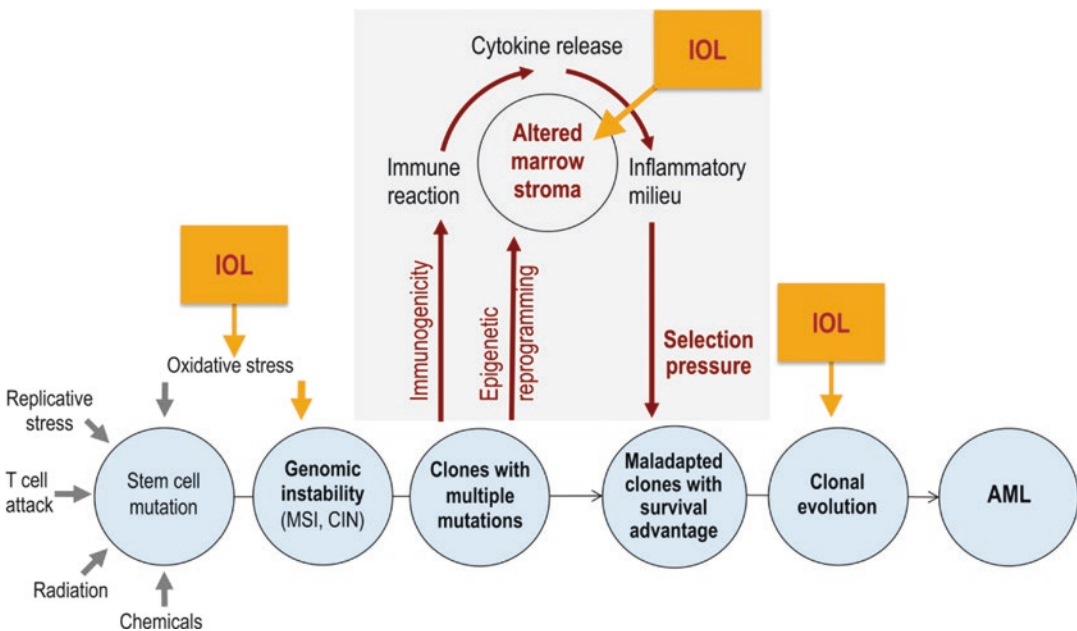 Cytokine release
IOL
Altered
marrow
stroma
Immune
reaction
Inflammatory
milieu
IOL
Immunogicity
Epigenetic
reprogramming
Selection
pressure
IOL
Oxidative stress
Replicative
stress
T cell
attack
Radiation
Chemicals
Stem cell
mutation
Genomic
instability
(MSI, CIN)
Clones with
multiple
mutations
Maladapted
clones with
survival
advantage
Clonal
evolution
AML